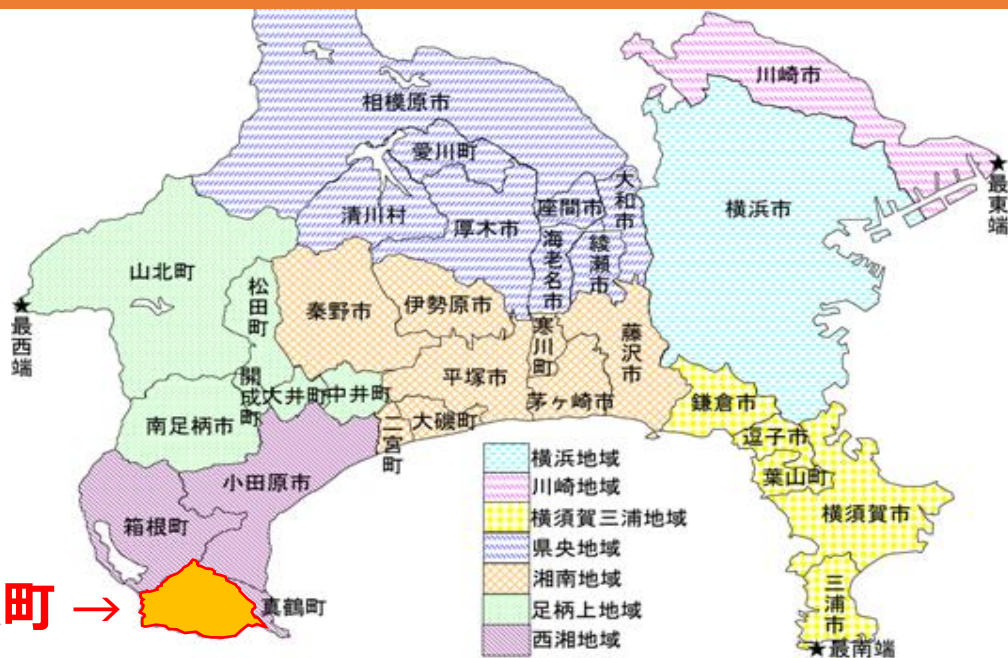 川崎市
相模原市
愛川町
大和市
★最東端
座間市
横浜市
清川村
厚木市
海老名市
綾瀬市
山北町
松田町
秦野市
伊勢原市
★最西端
寒川町
藤沢市
平塚市
開成町
大井町
中井町
茅ヶ崎市
鎌倉市
南足柄市
二宮町
大磯町
逗子市
横浜地域
葉山町
小田原市
川崎地域
横須賀三浦地域
横須賀市
箱根町
県央地域
湘南地域
三浦市
町 →
真鶴町
足柄上地域
西湘地域
★最南端